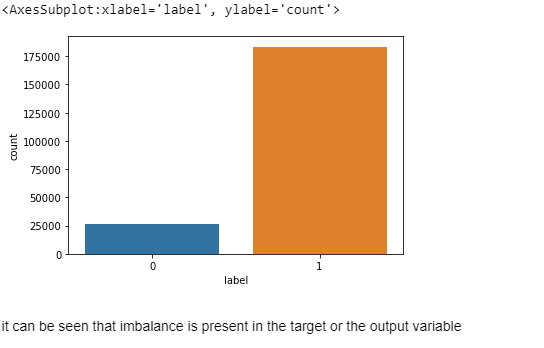 <AxesSubplot:xlabel='label', ylabel='count'>
175000
150000
125000
100000
75000
50000
25000
0
count
0 1
label
it can be seen that imbalance is present in the target or the output variable